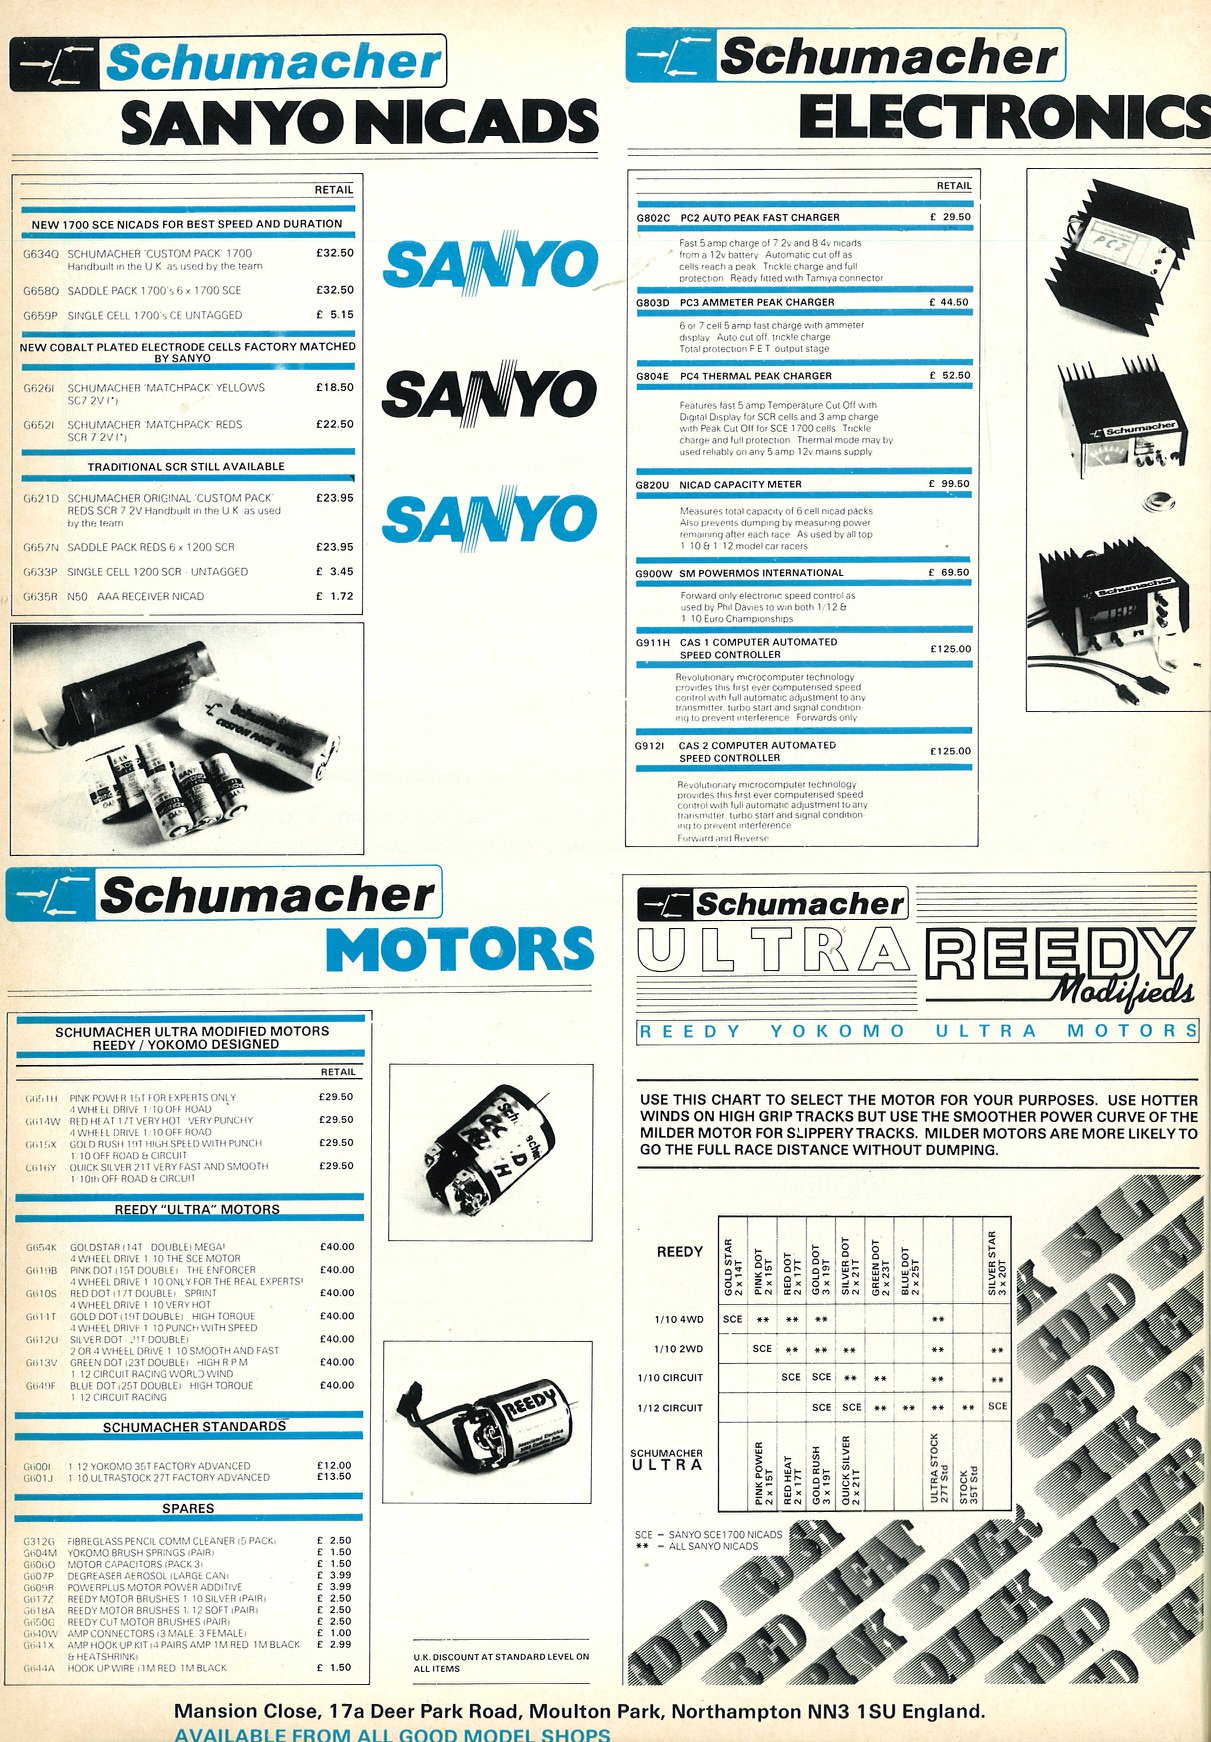 Schumacher
SANYO NICADS
RETAIL
NEW 1700 SCE NICADS FOR BEST SPEED AND DURATION
G634Q SCHUMACHER 'CUSTOM PACK' 1700 £32.50
Handbuilt in the U.K. as used by the team
G658O SADDLE PACK 1700's 6 x 1700 SCE £32.50
G659P SINGLE CELL 1700's CE UNTAGGED £ 5.15
NEW COBALT PLATED ELECTRODE CELLS FACTORY MATCHED
BY SANYO
G626I SCHUMACHER 'MATCHPACK' YELLOWS £18.50
SC7 2V (*)
G652I SCHUMACHER 'MATCHPACK' REDS £22.50
SCR 7 2V (*)
TRADITIONAL SCR STILL AVAILABLE
G621D SCHUMACHER ORIGINAL 'CUSTOM PACK' £23.95
REDS SCR 7 2V Handbuilt in the U.K. as used
by the team
G657N SADDLE PACK REDS 6 x 1200 SCR £23.95
G633P SINGLE CELL 1200 SCR - UNTAGGED £ 3.45
G635R N50 AAA RECEIVER NICAD £ 1.72
SANYO
SANYO
SANYO
Schumacher
CUSTOM PACK
Schumacher
ELECTRONICS
RETAIL
G802C PC2 AUTO PEAK FAST CHARGER £ 29.50
Fast 5 amp charge of 7 2v and 8 4v nicads
from a 12v battery Automatic cut off as
cells reach a peak Trickle charge and full
protection Ready fitted with Tamiya connector
G803D PC3 AMMETER PEAK CHARGER £ 44.50
6 or 7 cell 5 amp fast charge with ammeter
display Auto cut off, trickle charge
Total protection F E T output stage
G804E PC4 THERMAL PEAK CHARGER £ 52.50
Features fast 5 amp Temperature Cut Off with
Digital Display for SCR cells and 3 amp charge
with Peak Cut Off for SCE 1700 cells Trickle
charge and full protection Thermal mode may by
used reliably on any 5 amp 12v mains supply
G820U NICAD CAPACITY METER £ 99.50
Measures total capacity of 6 cell nicad packs
Also prevents dumping by measuring power
remaining after each race As used by all top
1 10 & 1 12 model car racers
G900W SM POWERMOS INTERNATIONAL £ 69.50
Forward only electronic speed control as
used by Phil Davies to win both 1/12 &
1 10 Euro Championships
G911H CAS 1 COMPUTER AUTOMATED £125.00
SPEED CONTROLLER
Revolutionary microcomputer technology
provides this first ever computerised speed
control with full automatic adjustment to any
transmitter, turbo start and signal condition-
ing to prevent interference Forwards only
G912I CAS 2 COMPUTER AUTOMATED £125.00
SPEED CONTROLLER
Revolutionary microcomputer technology
provides this first ever computerised speed
control with full automatic adjustment to any
transmitter, turbo start and signal condition-
ing to prevent interference
Forward and Reverse
PC2
Schumacher
Schumacher
Schumacher
MOTORS
SCHUMACHER ULTRA MODIFIED MOTORS
REEDY / YOKOMO DESIGNED
RETAIL
G651H PINK POWER 15T FOR EXPERTS ONLY £29.50
4 WHEEL DRIVE 1/10 OFF ROAD
G614W RED HEAT 17T VERY HOT VERY PUNCHY £29.50
4 WHEEL DRIVE 1/10 OFF ROAD
G615X GOLD RUSH 19T HIGH SPEED WITH PUNCH £29.50
1/10 OFF ROAD & CIRCUIT
G616Y QUICK SILVER 21T VERY FAST AND SMOOTH £29.50
1 10th OFF ROAD & CIRCUIT
REEDY "ULTRA" MOTORS
G654K GOLDSTAR (14T DOUBLE) MEGA! £40.00
4 WHEEL DRIVE 1 10 THE SCE MOTOR
G619B PINK DOT (15T DOUBLE) THE ENFORCER £40.00
4 WHEEL DRIVE 1 10 ONLY FOR THE REAL EXPERTS!
G610S RED DOT (17T DOUBLE) SPRINT £40.00
4 WHEEL DRIVE 1 10 VERY HOT
G611T GOLD DOT (19T DOUBLE) HIGH TORQUE £40.00
4 WHEEL DRIVE 1 10 PUNCH WITH SPEED
G612U SILVER DOT (21T DOUBLE) £40.00
2 OR 4 WHEEL DRIVE 1 10 SMOOTH AND FAST
G613V GREEN DOT (23T DOUBLE) HIGH R P M £40.00
1 12 CIRCUIT RACING WORLD WIND
G649F BLUE DOT (25T DOUBLE) HIGH TORQUE £40.00
1 12 CIRCUIT RACING
SCHUMACHER STANDARDS
G600I 1 12 YOKOMO 35T FACTORY ADVANCED £12.00
G601J 1 10 ULTRASTOCK 27T FACTORY ADVANCED £13.50
SPARES
G312G FIBREGLASS PENCIL COMM CLEANER (5 PACK) £ 2.50
G604M YOKOMO BRUSH SPRINGS (PAIR) £ 1.50
G606O MOTOR CAPACITORS (PACK 3) £ 1.50
G607P DEGREASER AEROSOL (LARGE CAN) £ 3.99
G609R POWERPLUS MOTOR POWER ADDITIVE £ 3.99
G617Z REEDY MOTOR BRUSHES 1 10 SILVER (PAIR) £ 2.50
G618A REEDY MOTOR BRUSHES 1 12 SOFT (PAIR) £ 2.50
G650G REEDY CUT MOTOR BRUSHES (PAIR) £ 2.50
G640W AMP CONNECTORS (3 MALE, 3 FEMALE) £ 1.00
G641X AMP HOOK UP KIT (4 PAIRS AMP 1M RED 1M BLACK £ 2.99
& HEATSHRINK)
G644A HOOK UP WIRE (1M RED 1M BLACK £ 1.50
REEDY
U.K. DISCOUNT AT STANDARD LEVEL ON
ALL ITEMS
Schumacher
ULTRA REEDY
Modifieds
REEDY YOKOMO ULTRA MOTORS
USE THIS CHART TO SELECT THE MOTOR FOR YOUR PURPOSES. USE HOTTER
WINDS ON HIGH GRIP TRACKS BUT USE THE SMOOTHER POWER CURVE OF THE
MILDER MOTOR FOR SLIPPERY TRACKS. MILDER MOTORS ARE MORE LIKELY TO
GO THE FULL RACE DISTANCE WITHOUT DUMPING.
REEDY
GOLD STAR 2 x 14T
PINK DOT 2 x 15T
RED DOT 2 x 17T
GOLD DOT 3 x 19T
SILVER DOT 2 x 21T
GREEN DOT 2 x 23T
BLUE DOT 2 x 25T
SILVER STAR 3 x 20T
1/10 4WD SCE ** ** ** **
1/10 2WD SCE ** ** ** ** **
1/10 CIRCUIT SCE SCE ** ** ** **
1/12 CIRCUIT SCE SCE ** ** ** ** SCE
SCHUMACHER
ULTRA
PINK POWER 2 x 15T
RED HEAT 2 x 17T
GOLD RUSH 3 x 19T
QUICK SILVER 2 x 21T
ULTRA STOCK 27T Std
STOCK 35T Std
SCE – SANYO SCE1700 NICADS
** – ALL SANYO NICADS
GOLD RUSH
RED HEAT
PINK POWER
QUICK SILVER
GOLD RUSH
RED HEAT
Mansion Close, 17a Deer Park Road, Moulton Park, Northampton NN3 1SU England.
AVAILABLE FROM ALL GOOD MODEL SHOPS